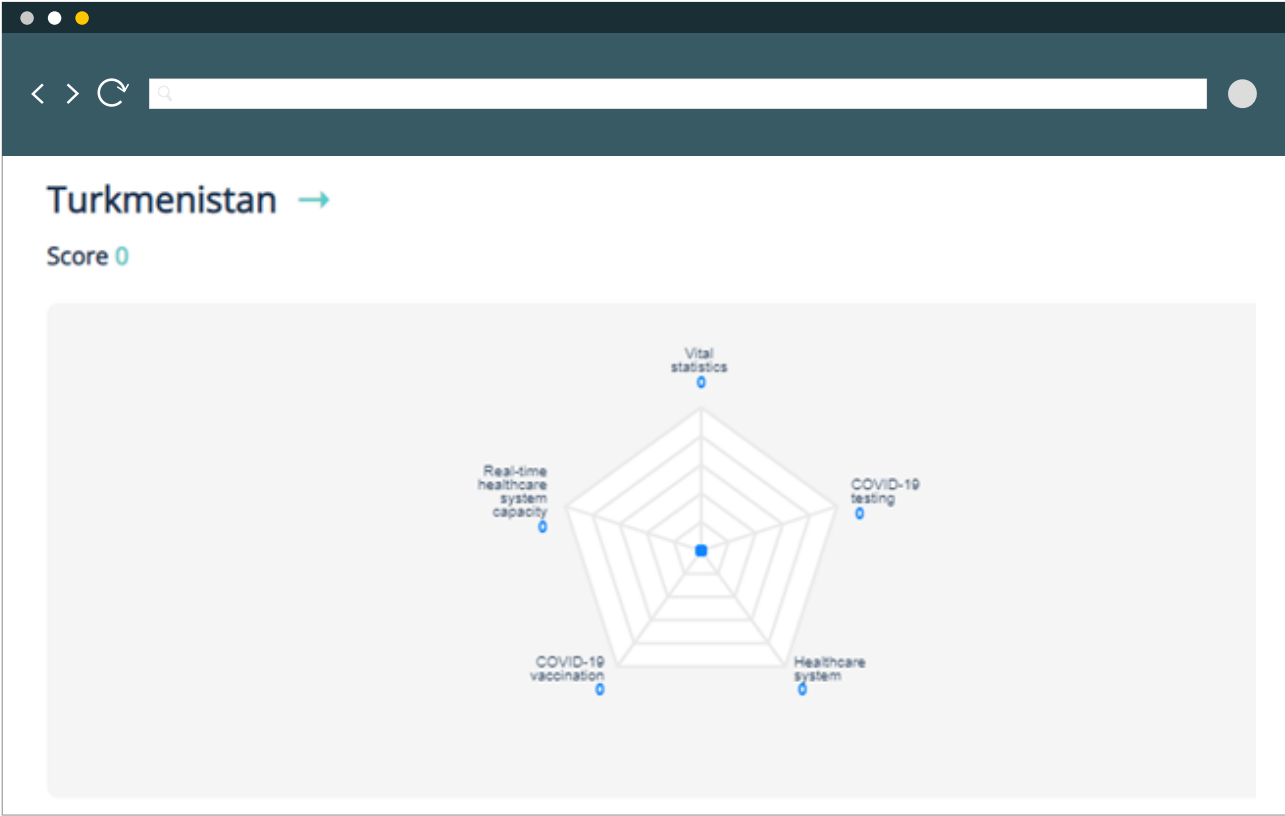 Turkmenistan →
Score 0
Vital
statistics
0
COVID-19
testing
0
Healthcare
system
0
COVID-19
vaccination
0
Real-time
healthcare
system
capacity
0